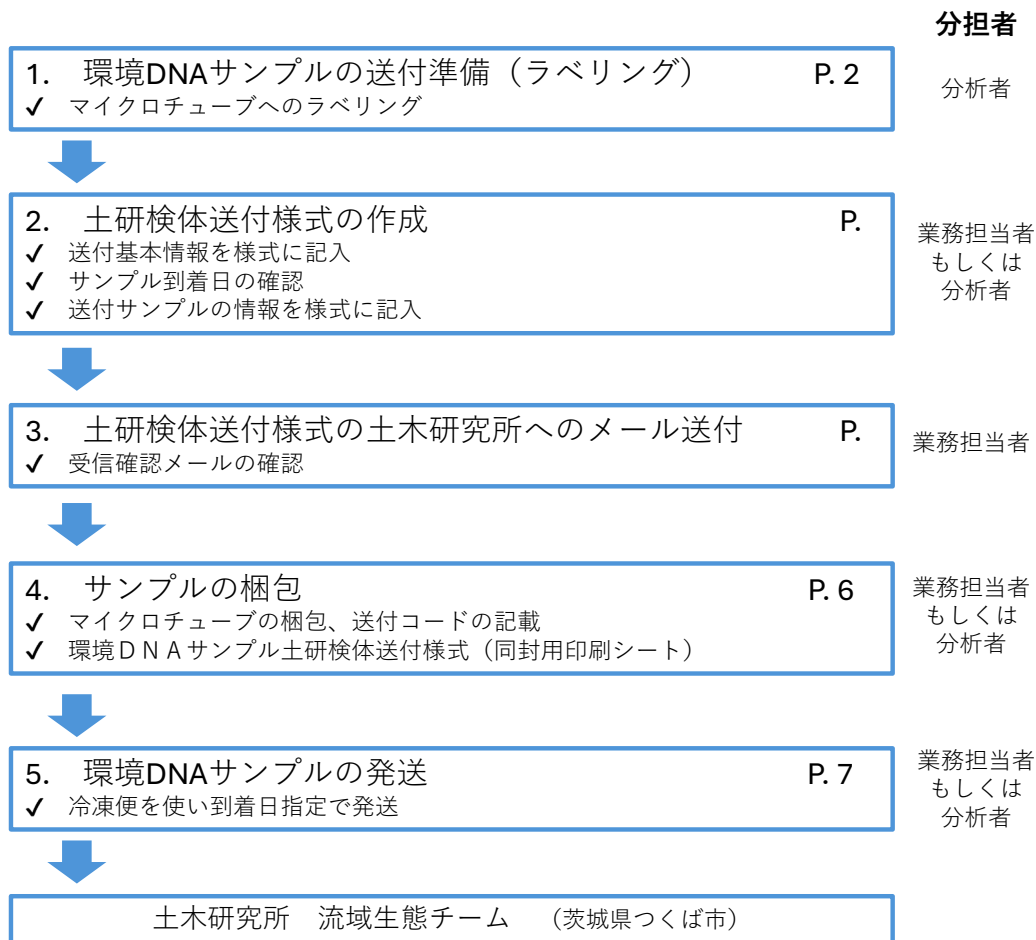 分担者
1. 環境DNAサンプルの送付準備（ラベリング） P. 2
✓ マイクロチューブへのラベリング
分析者
2. 土研検体送付様式の作成 P.
✓ 送付基本情報を様式に記入
✓ サンプル到着日の確認
✓ 送付サンプルの情報を様式に記入
業務担当者
もしくは
分析者
3. 土研検体送付様式の土木研究所へのメール送付 P.
✓ 受信確認メールの確認
業務担当者
4. サンプルの梱包 P. 6
✓ マイクロチューブの梱包、送付コードの記載
✓ 環境ＤＮＡサンプル土研検体送付様式（同封用印刷シート）
業務担当者
もしくは
分析者
5. 環境DNAサンプルの発送 P. 7
✓ 冷凍便を使い到着日指定で発送
業務担当者
もしくは
分析者
土木研究所 流域生態チーム （茨城県つくば市）